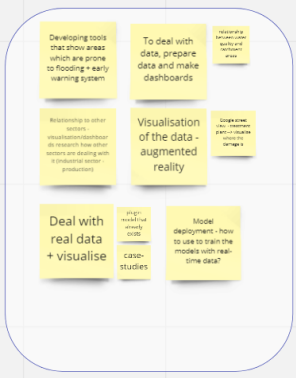 Developing tools
that show areas
which are prone
to flooding + early
warning system
To deal with
data, prepare
data and make
dashboards
relationship
between water
quality and
catchment
areas
Relationship to other
sectors -
visualisation/dashboar
ds research how other
sectors are dealing with
it (industrial sector -
production)
Visualisation
of the data -
augmented
reality
Google street
view - treatment
plant --> visualise
where the
damage is
Deal with
real data
+ visualise
plugin
model that
already
exists
case-
studies
Model
deployment - how
to use to train the
models with real-
time data?